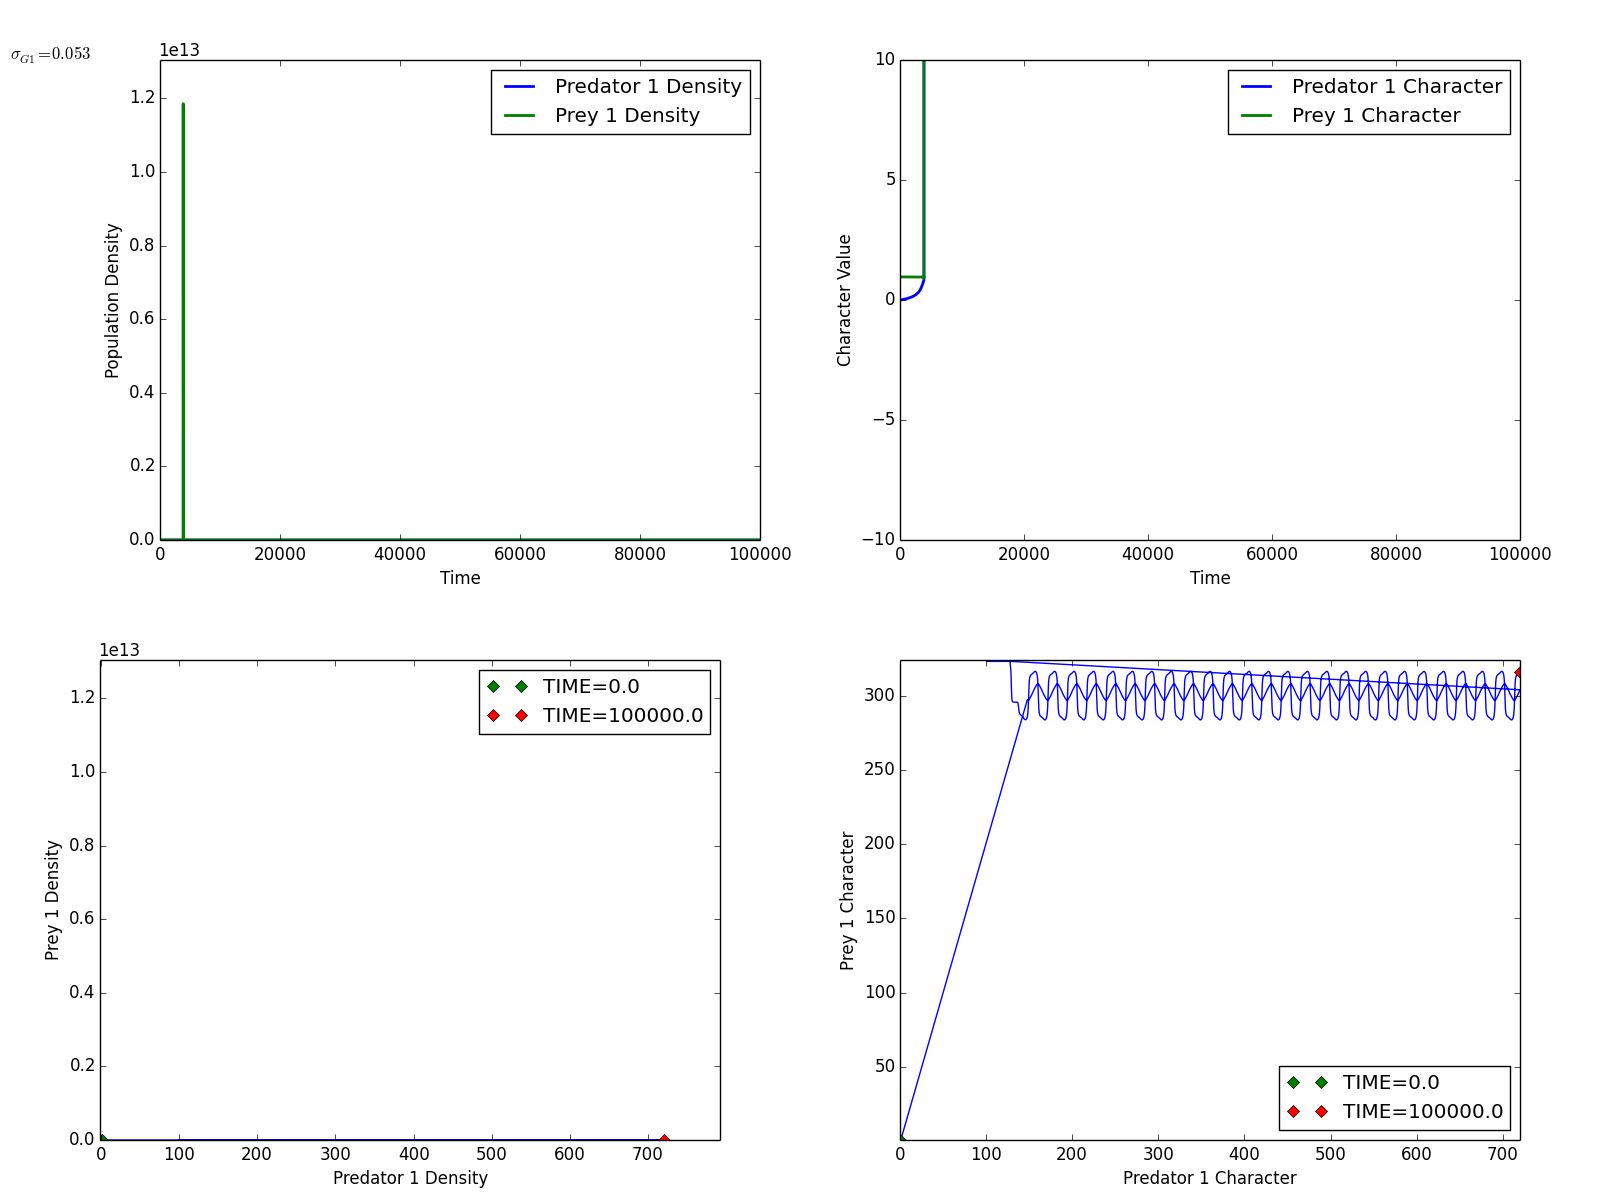 σ_{G1}=0.053
1e13
1.2
1.0
0.8
0.6
0.4
0.2
0.0
Population Density
Predator 1 Density
Prey 1 Density
0 20000 40000 60000 80000 100000
Time
10
5
0
−5
−10
Character Value
Predator 1 Character
Prey 1 Character
0 20000 40000 60000 80000 100000
Time
1e13
1.2
1.0
0.8
0.6
0.4
0.2
0.0
Prey 1 Density
TIME=0.0
TIME=100000.0
0 100 200 300 400 500 600 700
Predator 1 Density
300
250
200
150
100
50
Prey 1 Character
TIME=0.0
TIME=100000.0
0 100 200 300 400 500 600 700
Predator 1 Character